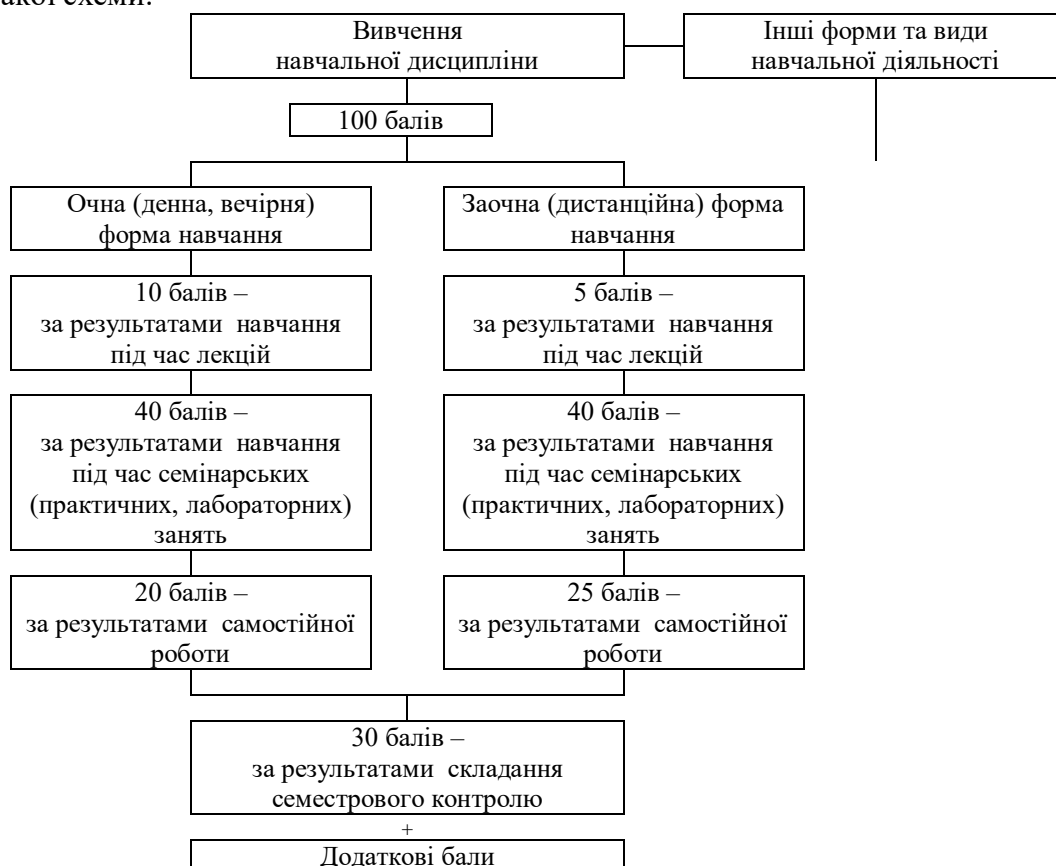 акої схеми:
Вивчення
навчальної дисципліни
Інші форми та види
навчальної діяльності
100 балів
Очна (денна, вечірня)
форма навчання
Заочна (дистанційна) форма
навчання
10 балів –
за результатами навчання
під час лекцій
5 балів –
за результатами навчання
під час лекцій
40 балів –
за результатами навчання
під час семінарських
(практичних, лабораторних)
занять
40 балів –
за результатами навчання
під час семінарських
(практичних, лабораторних)
занять
20 балів –
за результатами самостійної
роботи
25 балів –
за результатами самостійної
роботи
30 балів –
за результатами складання
семестрового контролю
+
Додаткові бали